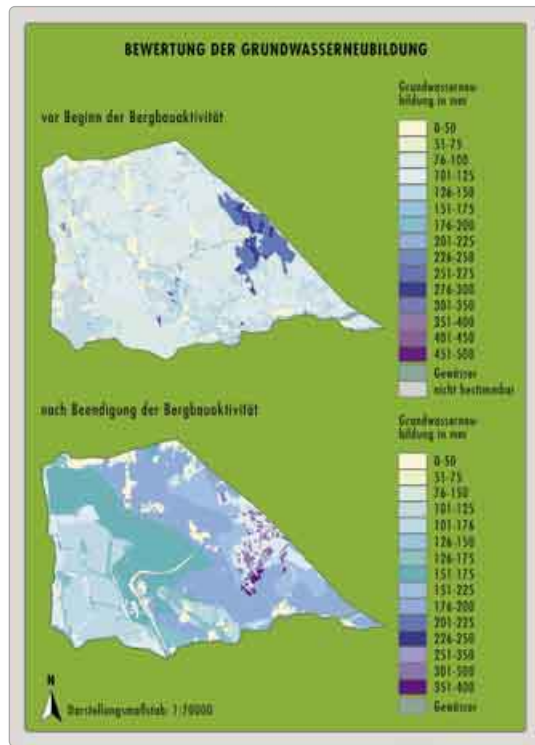 BEWERTUNG DER GRUNDWASSERNEUBILDUNG
vor Beginn der Bergbauaktivität
Grundwasserneu-
bildung in mm
0-50
51-75
76-100
101-125
126-150
151-175
176-200
201-225
226-250
251-275
276-300
301-350
351-400
401-450
451-500
Gewässer
nicht bestimmbar
nach Beendigung der Bergbauaktivität
Grundwasserneu-
bildung in mm
0-50
51-75
76-150
101-125
101-176
126-150
126-175
151-175
151-225
176-200
201-225
226-250
251-350
301-500
351-400
Gewässer
N
Darstellungsmaßstab: 1:70000